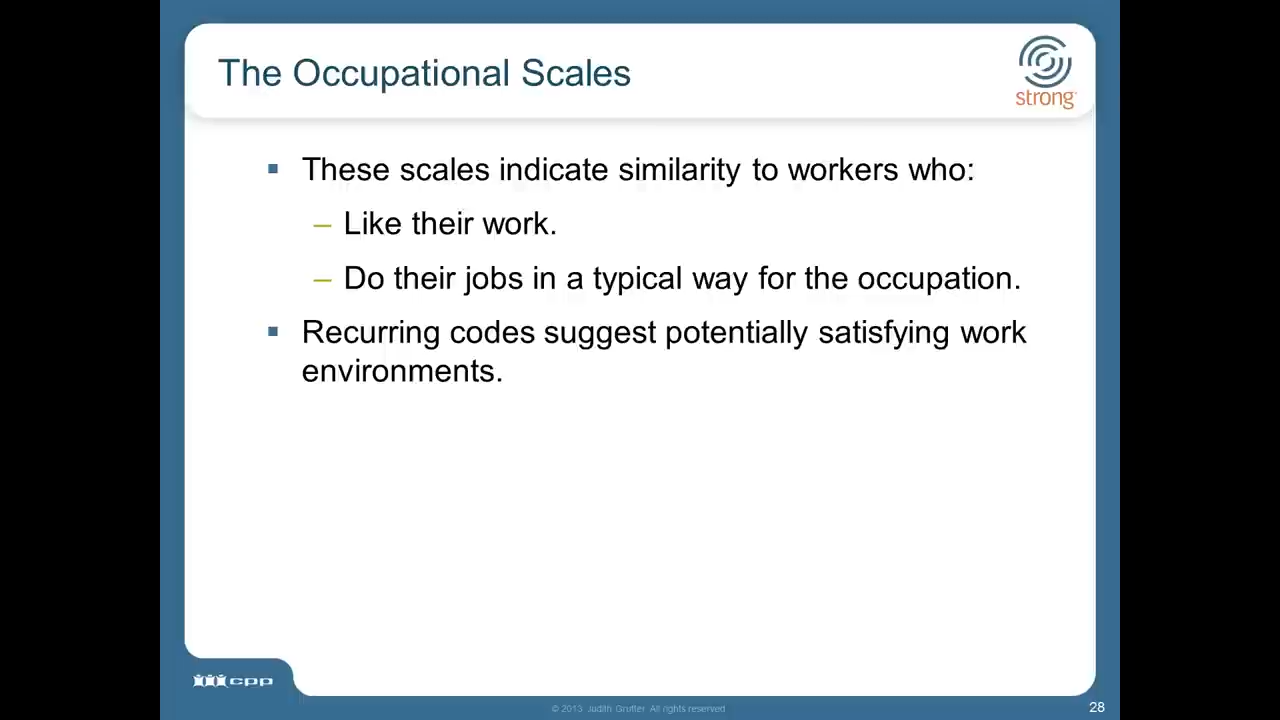 The Occupational Scales
strong
▪ These scales indicate similarity to workers who:
– Like their work.
– Do their jobs in a typical way for the occupation.
▪ Recurring codes suggest potentially satisfying work
environments.
cpp
© 2013 Judith Grutter All rights reserved
28